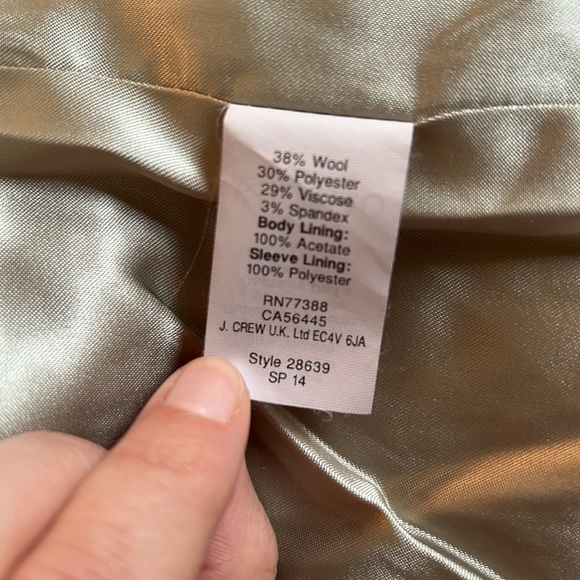 38% Wool
30% Polyester
29% Viscose
3% Spandex
Body Lining:
100% Acetate
Sleeve Lining:
100% Polyester
RN77388
CA56445
J. CREW U.K. Ltd EC4V 6JA
Style 28639
SP 14